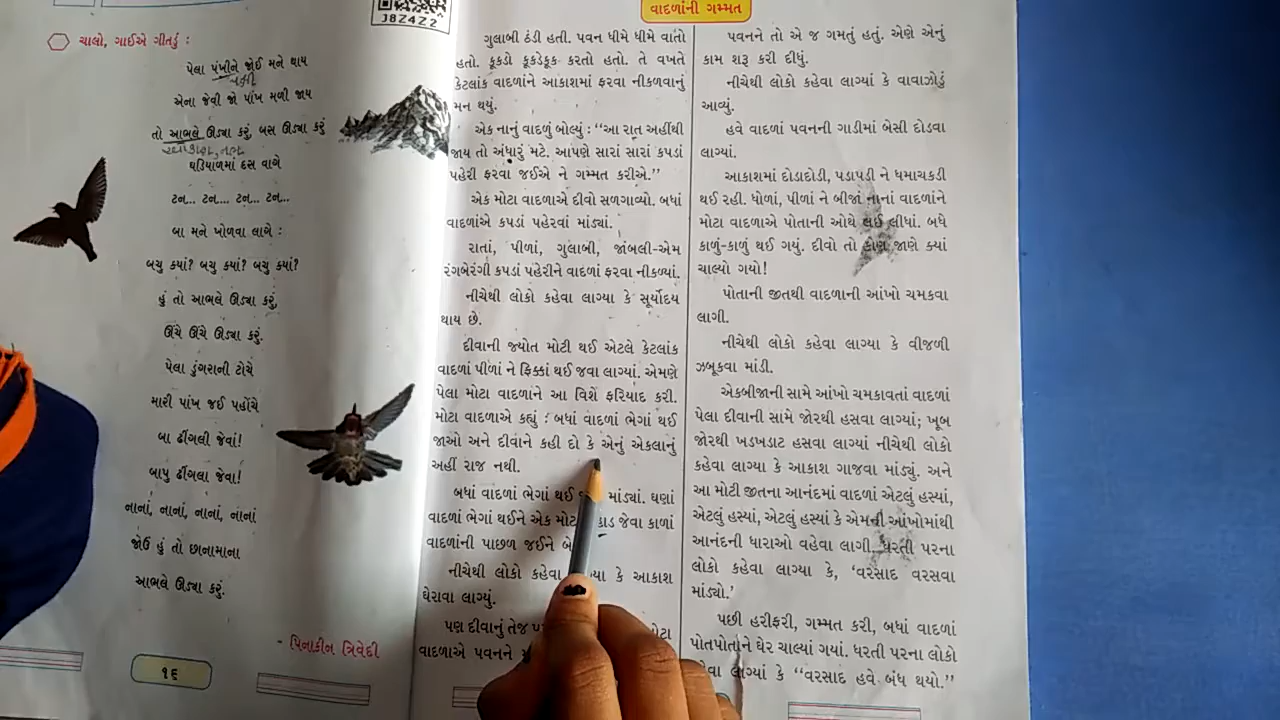 J8Z4Z2
ચાલો, ગાઈએ ગીતડું :
પેલા પંખીને જોઈ મને થાય
પક્ષી
એના જેવી જો પાંખ મળી જાય
તો આભલે ઊડ્યા કરું, બસ ઊડ્યા કરું
આકાશ, નભ
ઘડિયાળમાં દસ વાગે
ટન... ટન.... ટન... ટન...
બા મને ખોળવા લાગે :
બચુ ક્યાં? બચુ ક્યાં? બચુ ક્યાં?
હું તો આભલે ઊડ્યા કરું,
ઊંચે ઊંચે ઊડ્યા કરું.
પેલા ડુંગરાની ટોચે
મારી પાંખ જઈ પહોંચે
બા ઢીંગલી જેવાં!
બાપુ ઢીંગલા જેવા!
નાનાં, નાનાં, નાનાં, નાનાં
જોઉં હું તો છાનામાના
આભલે ઊડ્યા કરું.
- પિનાકીન ત્રિવેદી
૧૬
વાદળાંની ગમ્મત
ગુલાબી ઠંડી હતી. પવન ધીમે ધીમે વાતો
હતો. કૂકડો કૂકડેકૂક કરતો હતો. તે વખતે
કેટલાંક વાદળાંને આકાશમાં ફરવા નીકળવાનું
મન થયું.
એક નાનું વાદળું બોલ્યું : “આ રાત અહીંથી
જાય તો અંધારું મટે. આપણે સારાં સારાં કપડાં
પહેરી ફરવા જઈએ ને ગમ્મત કરીએ.”
એક મોટા વાદળાએ દીવો સળગાવ્યો. બધાં
વાદળાંએ કપડાં પહેરવાં માંડ્યાં.
રાતાં, પીળાં, ગુલાબી, જાંબલી-એમ
રંગબેરંગી કપડાં પહેરીને વાદળાં ફરવા નીકળ્યાં.
નીચેથી લોકો કહેવા લાગ્યા કે સૂર્યોદય
થાય છે.
દીવાની જ્યોત મોટી થઈ એટલે કેટલાંક
વાદળાં પીળાં ને ફિક્કાં થઈ જવા લાગ્યાં. એમણે
પેલા મોટા વાદળાને આ વિશે ફરિયાદ કરી.
મોટા વાદળાએ કહ્યું : બધાં વાદળાં ભેગાં થઈ
જાઓ અને દીવાને કહી દો કે એનું એકલાનું
અહીં રાજ નથી.
બધાં વાદળાં ભેગાં થઈ માંડ્યાં. ઘણાં
વાદળાં ભેગાં થઈને એક મોટા જેવા કાળાં
વાદળાંની પાછળ જઈને
નીચેથી લોકો કહેવા કે આકાશ
ઘેરાવા લાગ્યું.
પણ દીવાનું તેજ મોટા
વાદળાએ પવનને
પવનને તો એ જ ગમતું હતું. એણે એનું
કામ શરૂ કરી દીધું.
નીચેથી લોકો કહેવા લાગ્યાં કે વાવાઝોડું
આવ્યું.
હવે વાદળાં પવનની ગાડીમાં બેસી દોડવા
લાગ્યાં.
આકાશમાં દોડાદોડી, પડાપડી ને ધમાચકડી
થઈ રહી. ધોળાં, પીળાં ને બીજાં નાનાં વાદળાંને
મોટા વાદળાએ પોતાની ઓથે લઈ લીધાં. બધે
કાળું-કાળું થઈ ગયું. દીવો તો કોણ જાણે ક્યાં
ચાલ્યો ગયો!
પોતાની જીતથી વાદળાની આંખો ચમકવા
લાગી.
નીચેથી લોકો કહેવા લાગ્યા કે વીજળી
ઝબૂકવા માંડી.
એકબીજાની સામે આંખો ચમકાવતાં વાદળાં
પેલા દીવાની સામે જોરથી હસવા લાગ્યાં; ખૂબ
જોરથી ખડખડાટ હસવા લાગ્યાં નીચેથી લોકો
કહેવા લાગ્યા કે આકાશ ગાજવા માંડ્યું. અને
આ મોટી જીતના આનંદમાં વાદળાં એટલું હસ્યાં,
એટલું હસ્યાં, એટલું હસ્યાં કે એમની આંખોમાંથી
આનંદની ધારાઓ વહેવા લાગી. ધરતી પરના
લોકો કહેવા લાગ્યા કે, ‘વરસાદ વરસવા
માંડ્યો.’
પછી હરીફરી, ગમ્મત કરી, બધાં વાદળાં
પોતપોતાને ઘેર ચાલ્યાં ગયાં. ધરતી પરના લોકો
લાગ્યાં કે “વરસાદ હવે બંધ થયો.”